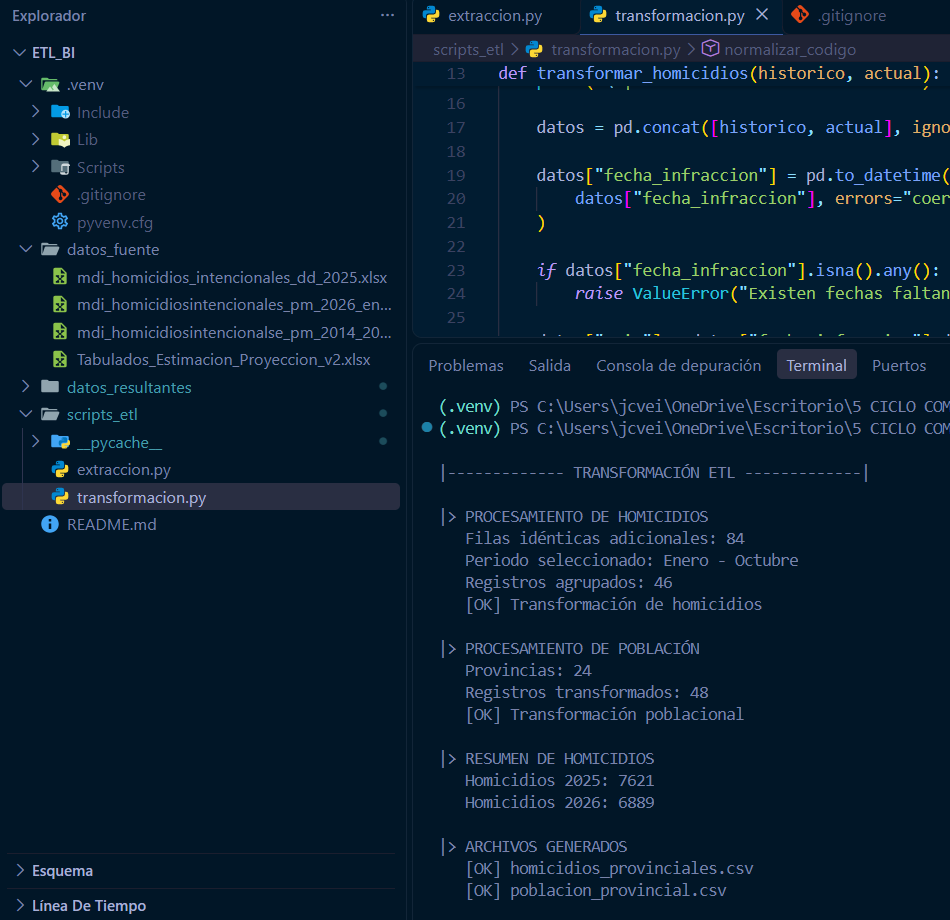 Explorador
ETL_BI
.venv
Include
Lib
Scripts
.gitignore
pyvenv.cfg
datos_fuente
mdi_homicidios_intencionales_dd_2025.xlsx
mdi_homicidiosintencionales_pm_2026_en...
mdi_homicidiosintencionalse_pm_2014_20...
Tabulados_Estimacion_Proyeccion_v2.xlsx
datos_resultantes
scripts_etl
__pycache__
extraccion.py
transformacion.py
README.md
Esquema
Línea De Tiempo
extraccion.py transformacion.py .gitignore
scripts_etl > transformacion.py > normalizar_codigo
13 def transformar_homicidios(historico, actual):
16
17 datos = pd.concat([historico, actual], igno
18
19 datos["fecha_infraccion"] = pd.to_datetime(
20 datos["fecha_infraccion"], errors="coer
21 )
22
23 if datos["fecha_infraccion"].isna().any():
24 raise ValueError("Existen fechas faltan
25
Problemas Salida Consola de depuración Terminal Puertos
(.venv) PS C:\Users\jcvei\OneDrive\Escritorio\5 CICLO COM
(.venv) PS C:\Users\jcvei\OneDrive\Escritorio\5 CICLO COM
|------------- TRANSFORMACIÓN ETL -------------|
|> PROCESAMIENTO DE HOMICIDIOS
Filas idénticas adicionales: 84
Periodo seleccionado: Enero - Octubre
Registros agrupados: 46
[OK] Transformación de homicidios
|> PROCESAMIENTO DE POBLACIÓN
Provincias: 24
Registros transformados: 48
[OK] Transformación poblacional
|> RESUMEN DE HOMICIDIOS
Homicidios 2025: 7621
Homicidios 2026: 6889
|> ARCHIVOS GENERADOS
[OK] homicidios_provinciales.csv
[OK] poblacion_provincial.csv